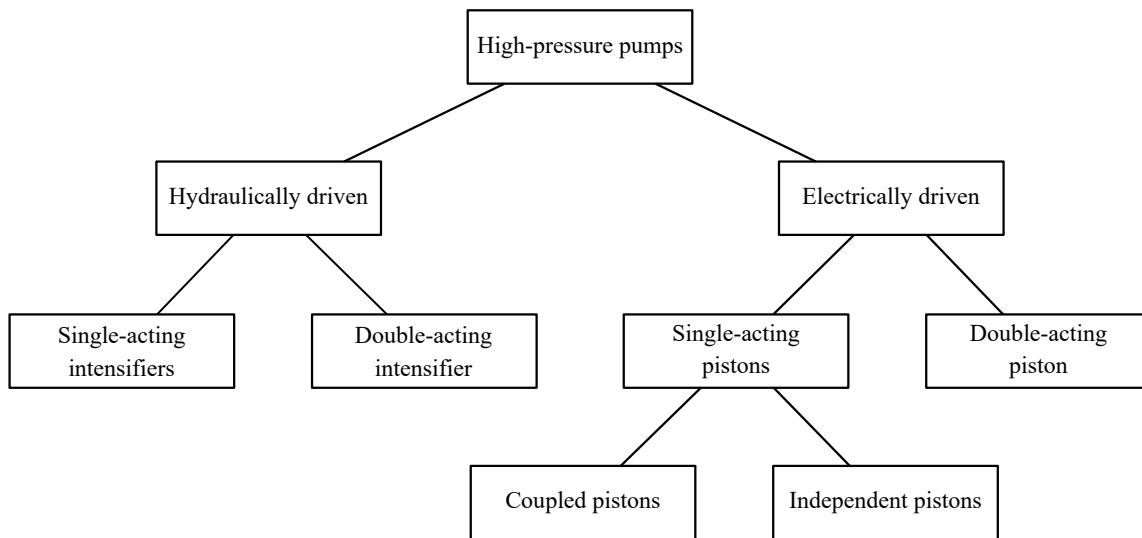 High-pressure pumps
Hydraulically driven
Electrically driven
Single-acting
intensifiers
Double-acting
intensifier
Single-acting
pistons
Double-acting
piston
Coupled pistons
Independent pistons